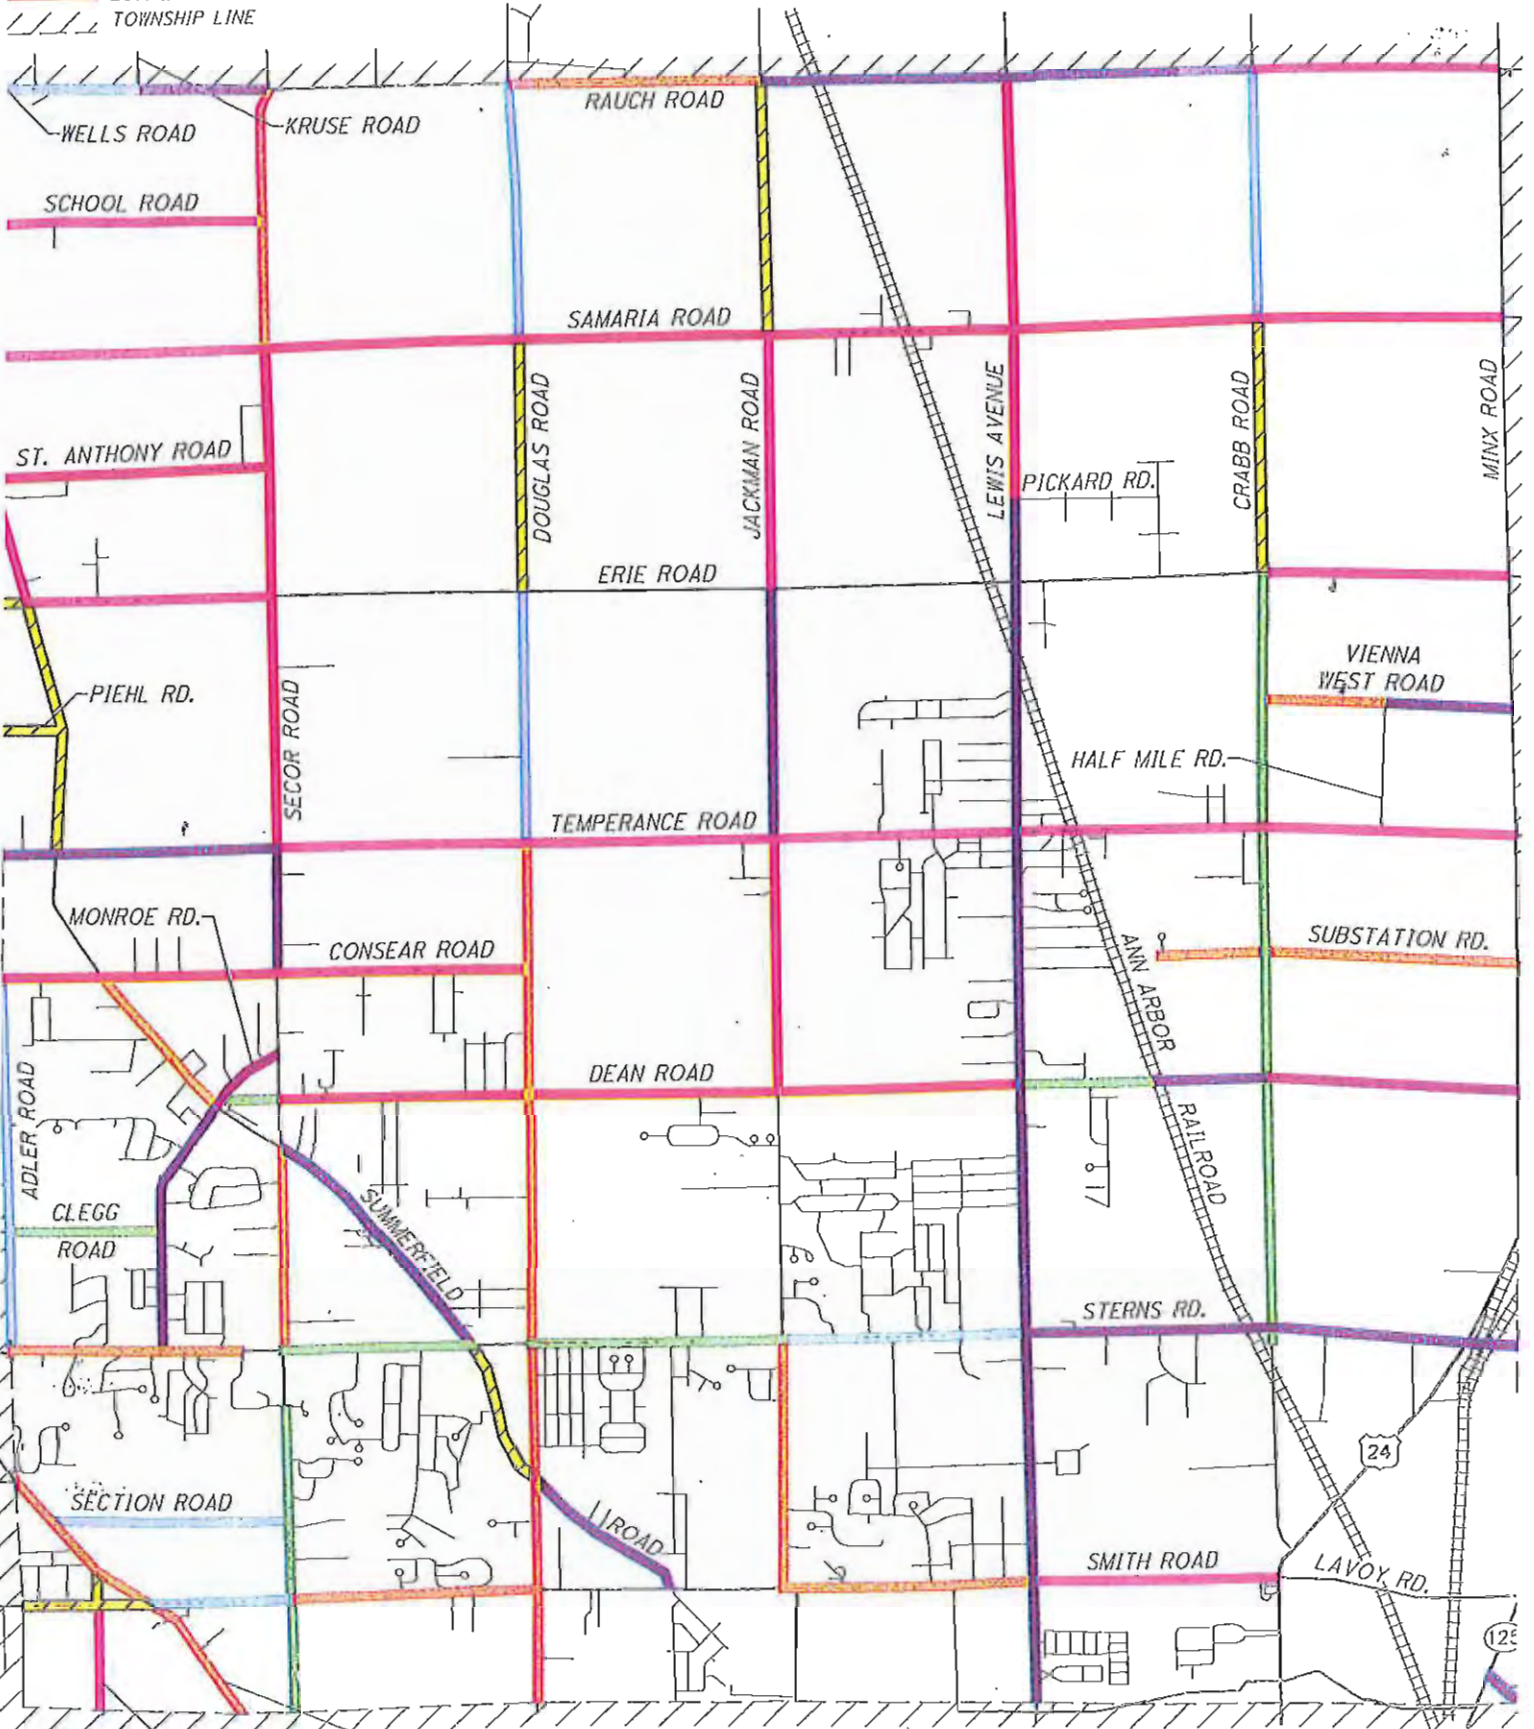 TOWNSHIP LINE
RAUCH ROAD
WELLS ROAD
KRUSE ROAD
SCHOOL ROAD
SAMARIA ROAD
ST. ANTHONY ROAD
DOUGLAS ROAD
JACKMAN ROAD
LEWIS AVENUE
PICKARD RD.
CRABB ROAD
MINX ROAD
ERIE ROAD
VIENNA
WEST ROAD
PIEHL RD.
SECOR ROAD
HALF MILE RD.
TEMPERANCE ROAD
MONROE RD.
CONSEAR ROAD
SUBSTATION RD.
ANN ARBOR
RAILROAD
DEAN ROAD
ADLER ROAD
CLEGG
ROAD
SUMMERFIELD
ROAD
STERNS RD.
24
SECTION ROAD
SMITH ROAD
LAVOY RD.
125